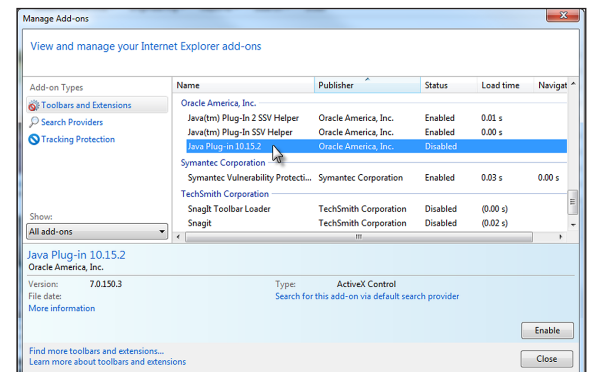 Manage Add-ons
View and manage your Internet Explorer add-ons
Add-on Types
Toolbars and Extensions
Search Providers
Tracking Protection
Show:
All add-ons
Name Publisher Status Load time Navigat
Oracle America, Inc.
Java(tm) Plug-In 2 SSV Helper Oracle America, Inc. Enabled 0.01 s
Java(tm) Plug-In SSV Helper Oracle America, Inc. Enabled 0.00 s
Java Plug-in 10.15.2 Oracle America, Inc. Disabled
Symantec Corporation
Symantec Vulnerability Protecti... Symantec Corporation Enabled 0.03 s 0.00 s
TechSmith Corporation
SnagIt Toolbar Loader TechSmith Corporation Disabled (0.00 s)
Snagit TechSmith Corporation Disabled (0.02 s)
Java Plug-in 10.15.2
Oracle America, Inc.
Version: 7.0.150.3 Type: ActiveX Control
File date: Search for this add-on via default search provider
More information
Enable
Find more toolbars and extensions...
Learn more about toolbars and extensions
Close